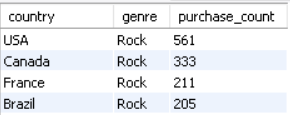 country genre purchase_count
USA Rock 561
Canada Rock 333
France Rock 211
Brazil Rock 205